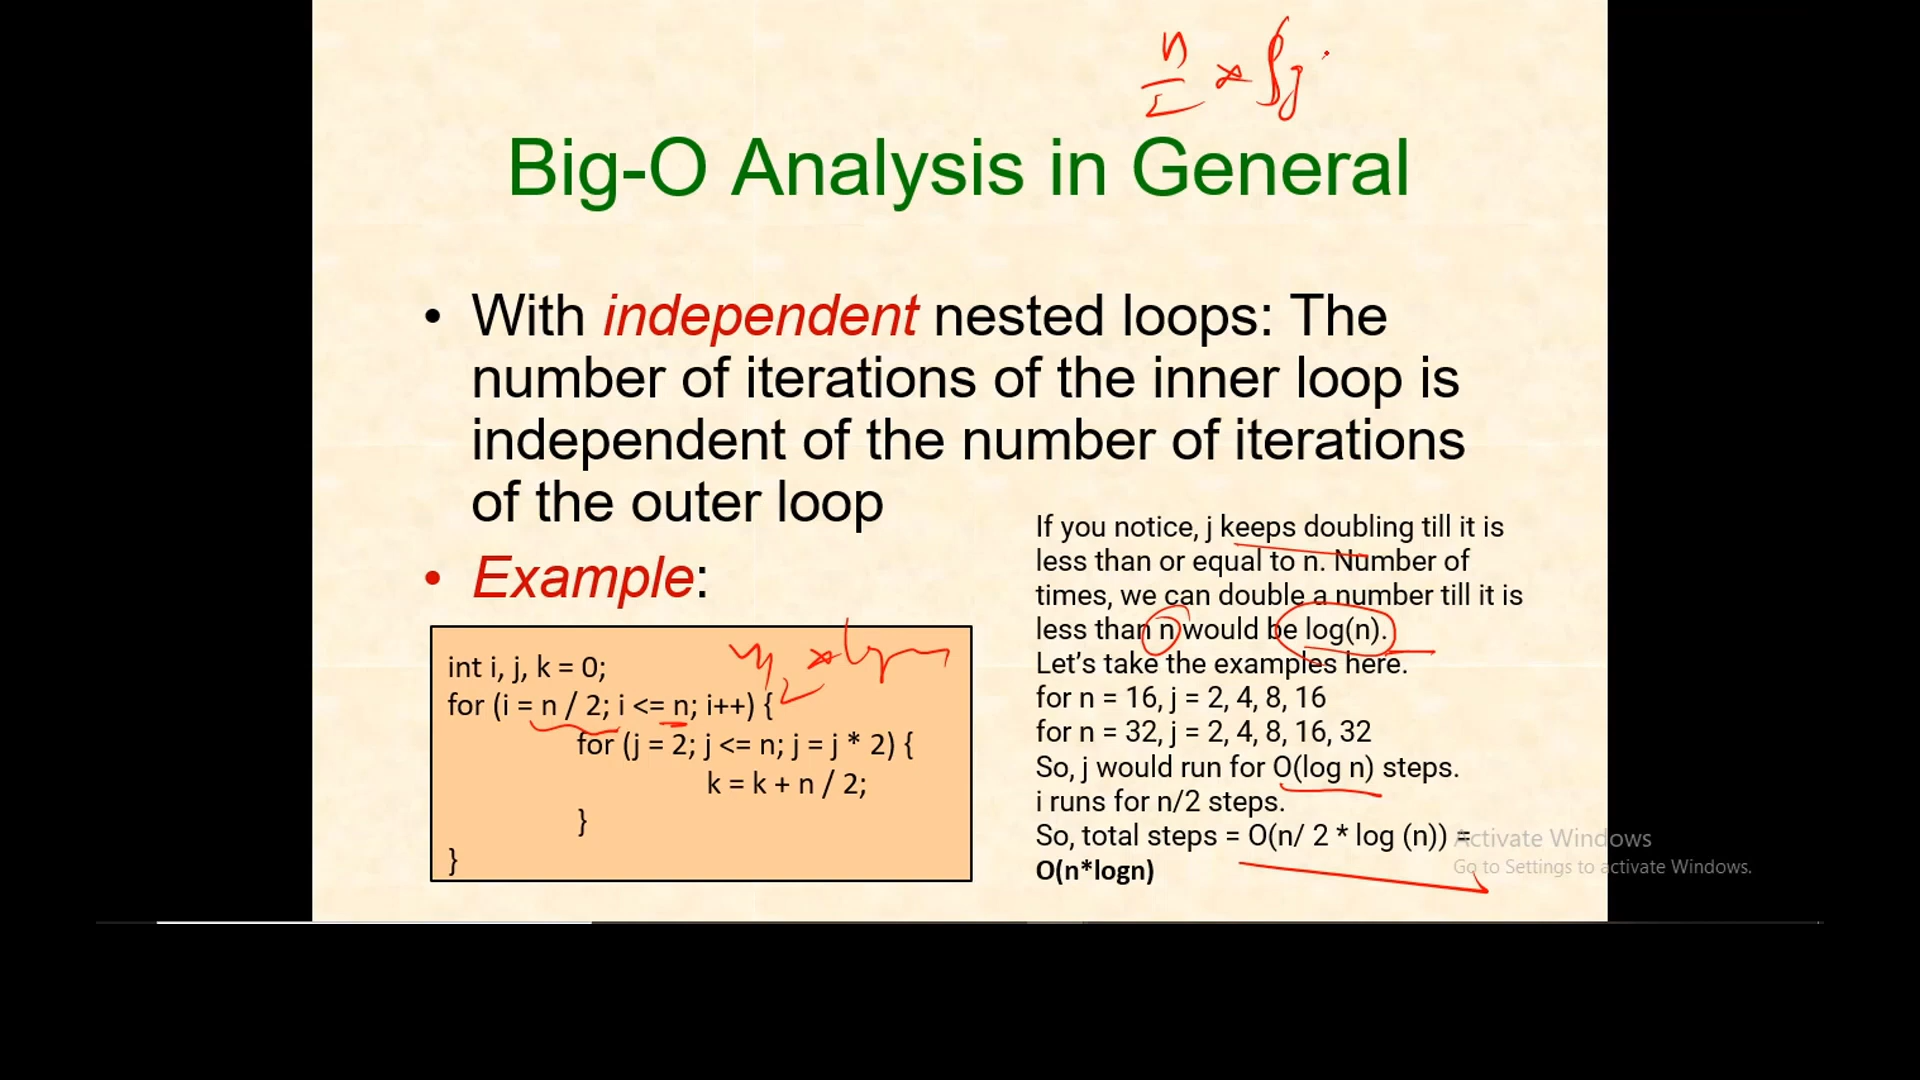 n
Big-O Analysis in General
• With independent nested loops: The
number of iterations of the inner loop is
independent of the number of iterations
of the outer loop
• Example:
int i, j, k = 0;
for (i = n / 2; i <= n; i++) {
for (j = 2; j <= n; j = j * 2) {
k = k + n / 2;
}
}
If you notice, j keeps doubling till it is
less than or equal to n. Number of
times, we can double a number till it is
less than n would be log(n).
Let’s take the examples here.
for n = 16, j = 2, 4, 8, 16
for n = 32, j = 2, 4, 8, 16, 32
So, j would run for O(log n) steps.
i runs for n/2 steps.
So, total steps = O(n/ 2 * log (n)) =
O(n*logn)
Activate Windows
Go to Settings to activate Windows.